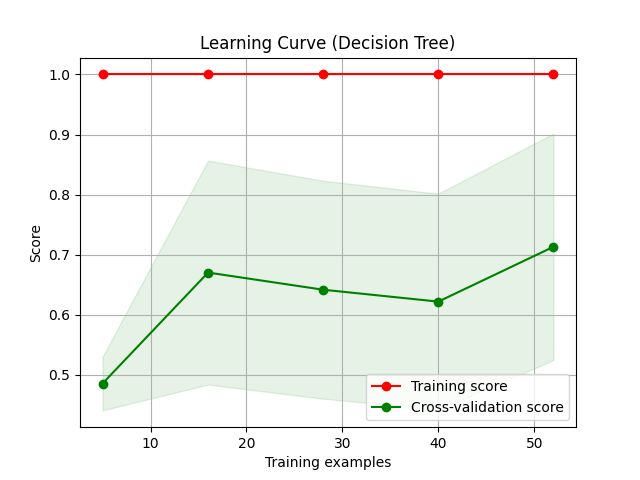 Learning Curve (Decision Tree)
1.0
0.9
0.8
0.7
0.6
0.5
Score
10 20 30 40 50
Training examples
Training score
Cross-validation score